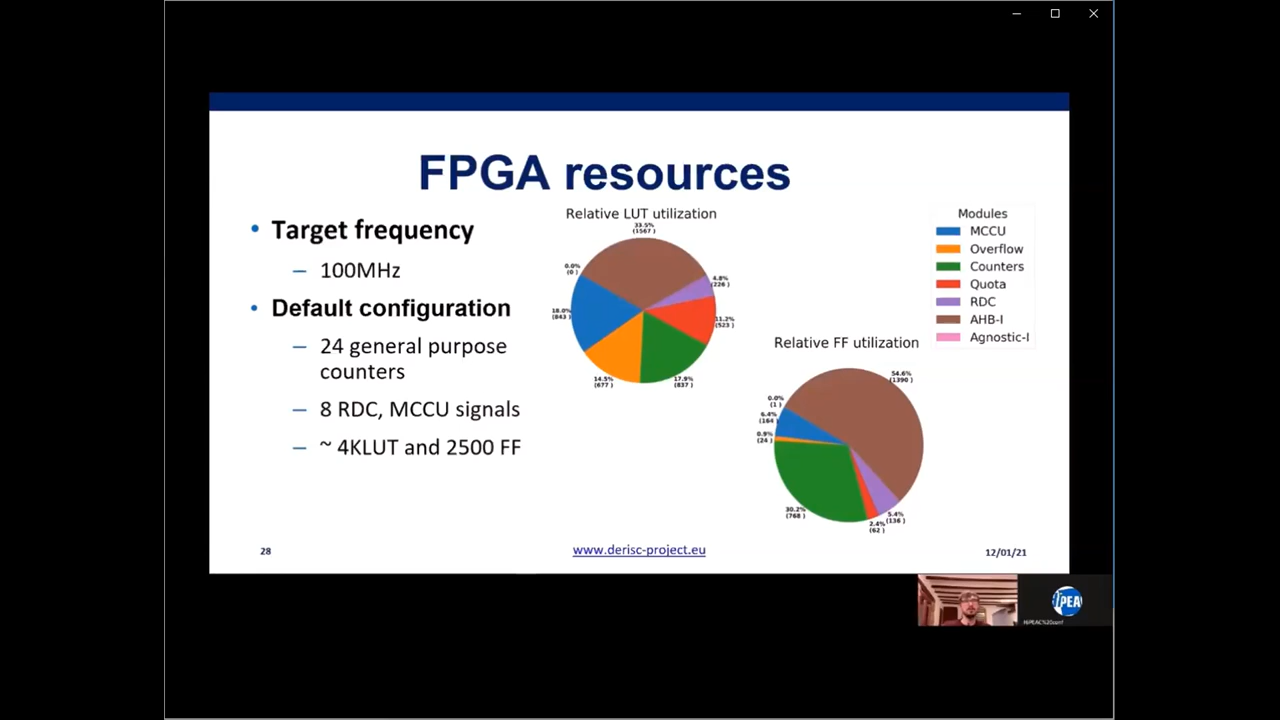 FPGA resources
• Target frequency
– 100MHz
• Default configuration
– 24 general purpose
counters
– 8 RDC, MCCU signals
– ~ 4KLUT and 2500 FF
Relative LUT utilization
33.5%
(1567 )
4.8%
(226 )
11.2%
(523 )
17.9%
(837 )
14.5%
(677 )
18.0%
(843 )
0.0%
(0 )
Relative FF utilization
54.6%
(1390 )
5.4%
(136 )
2.4%
(62 )
30.2%
(768 )
0.9%
(24 )
6.4%
(164 )
0.0%
(1 )
Modules
MCCU
Overflow
Counters
Quota
RDC
AHB-I
Agnostic-I
28
www.derisc-project.eu
12/01/21